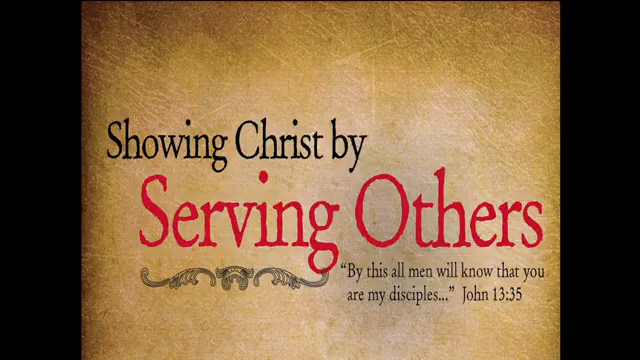 Showing Christ by
Serving Others
“By this all men will know that you
are my disciples...” John 13:35